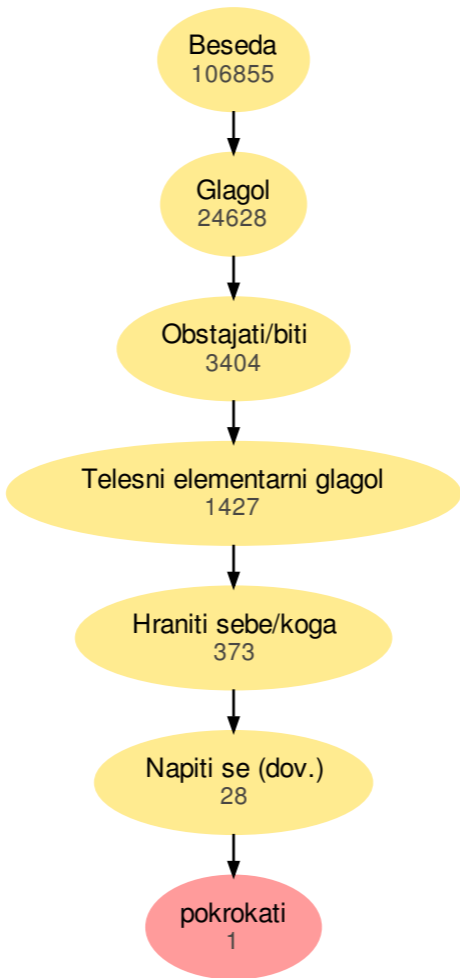 Beseda
106855
Glagol
24628
Obstajati/biti
3404
Telesni elementarni glagol
1427
Hraniti sebe/koga
373
Napiti se (dov.)
28
pokrokati
1